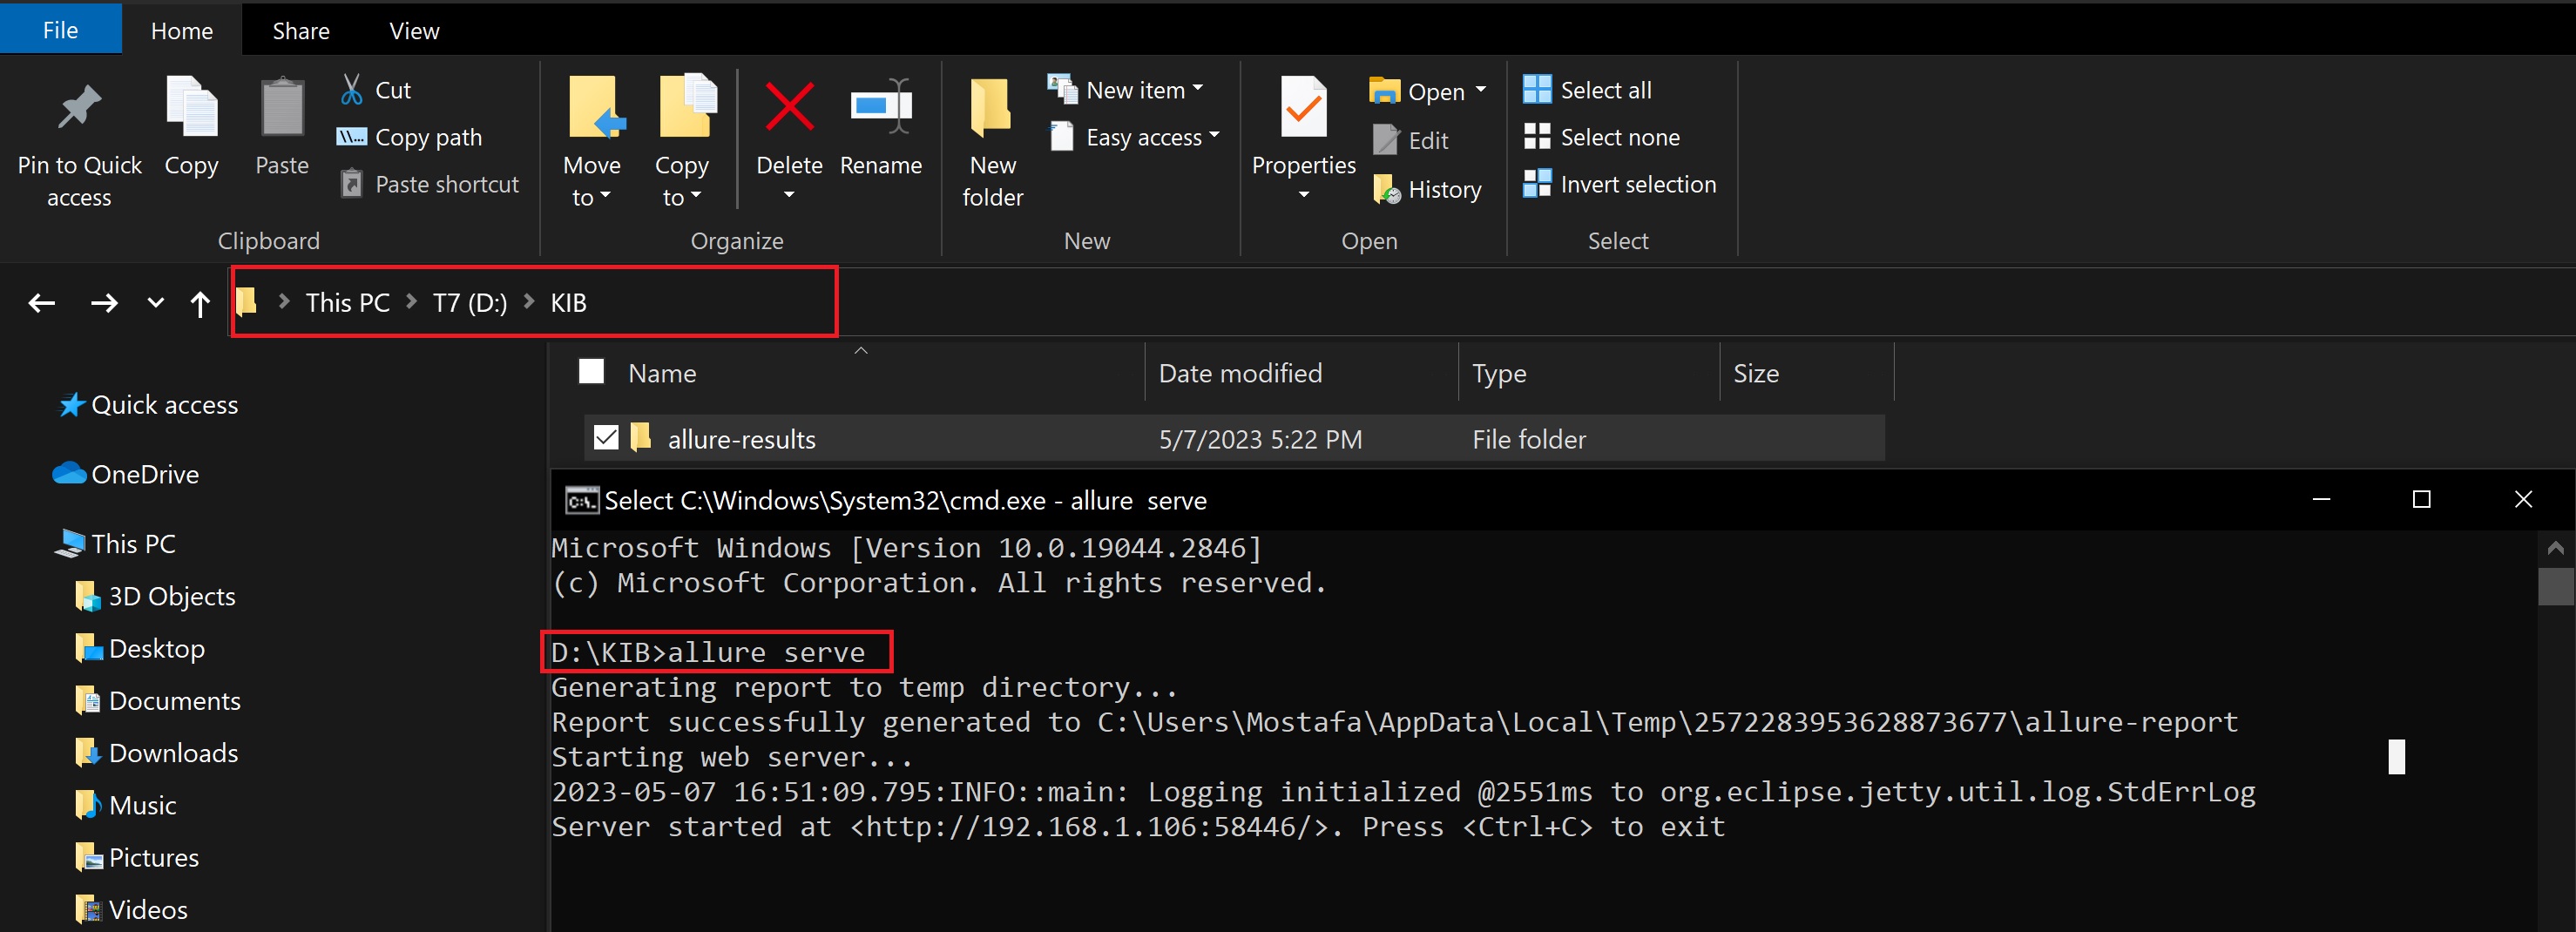 File Home Share View
Pin to Quick access
Copy
Paste
Cut
Copy path
Paste shortcut
Clipboard
Move to
Copy to
Delete
Rename
Organize
New folder
New item
Easy access
New
Properties
Open
Edit
History
Open
Select all
Select none
Invert selection
Select
This PC T7 (D:) KIB
Name Date modified Type Size
allure-results 5/7/2023 5:22 PM File folder
Quick access
OneDrive
This PC
3D Objects
Desktop
Documents
Downloads
Music
Pictures
Videos
Select C:\Windows\System32\cmd.exe - allure  serve
Microsoft Windows [Version 10.0.19044.2846]
(c) Microsoft Corporation. All rights reserved.
D:\KIB>allure serve
Generating report to temp directory...
Report successfully generated to C:\Users\Mostafa\AppData\Local\Temp\2572283953628873677\allure-report
Starting web server...
2023-05-07 16:51:09.795:INFO::main: Logging initialized @2551ms to org.eclipse.jetty.util.log.StdErrLog
Server started at <http://192.168.1.106:58446/>. Press <Ctrl+C> to exit